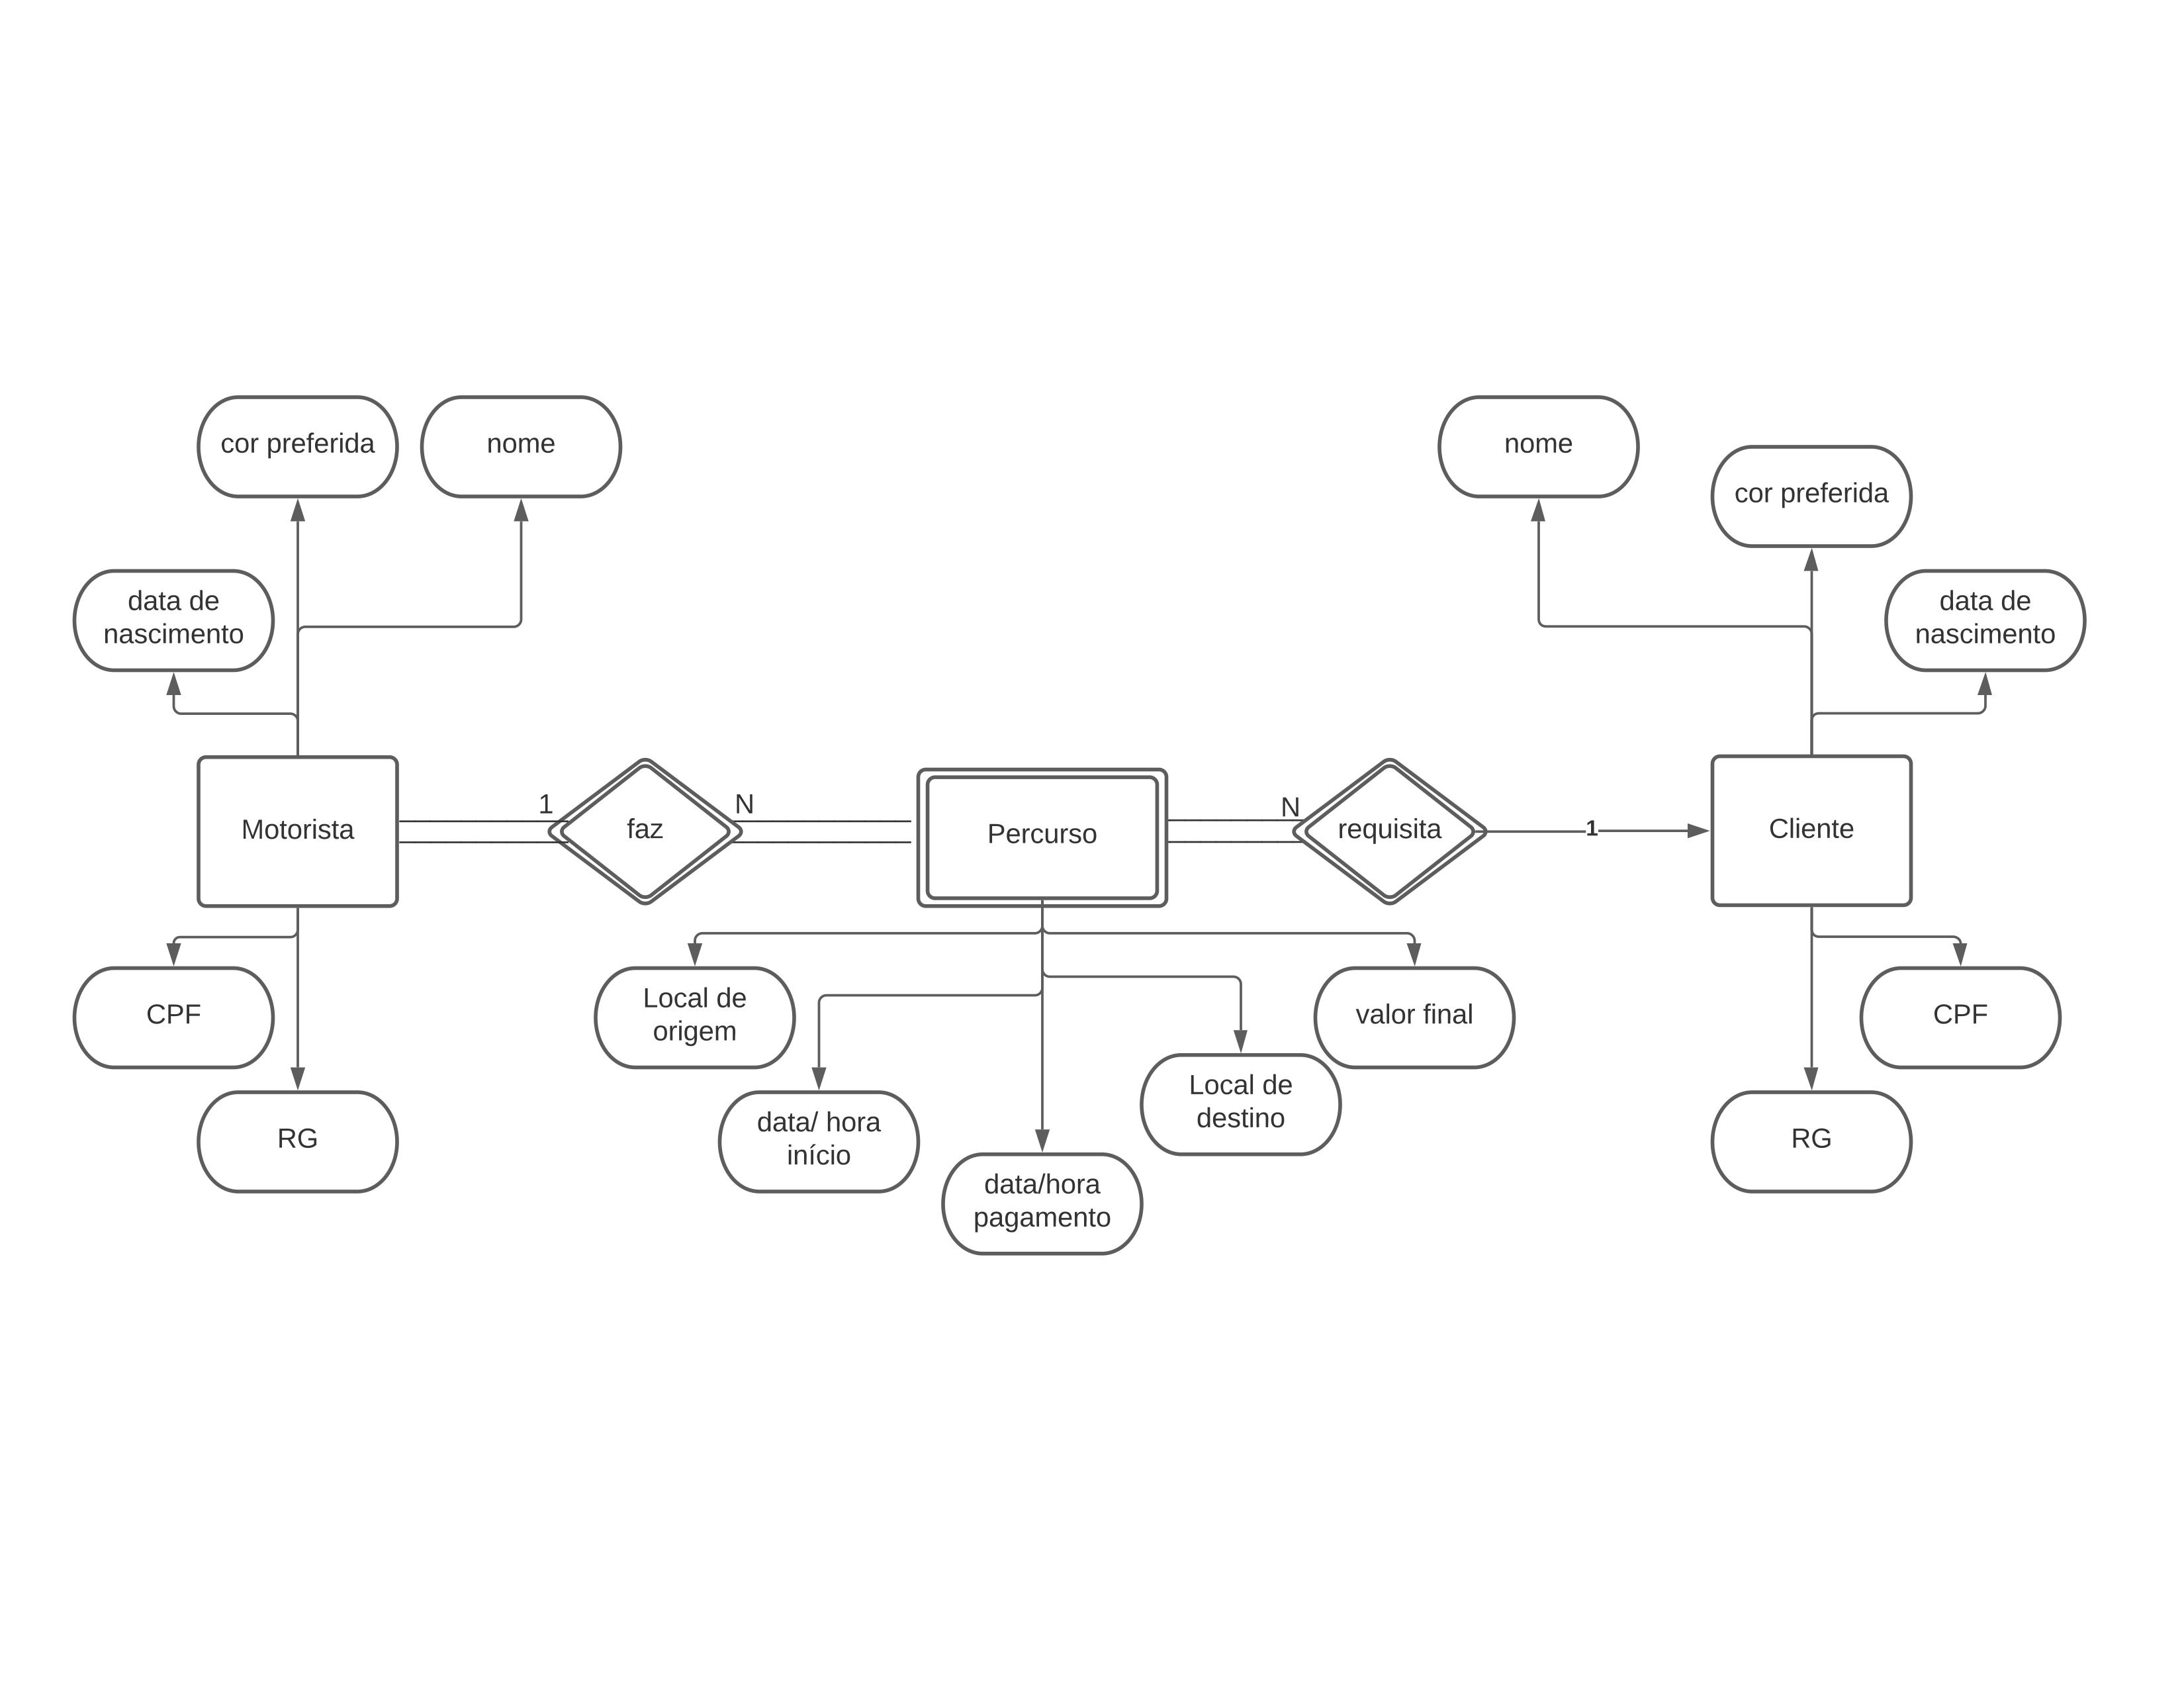 cor preferida
nome
nome
cor preferida
data de
nascimento
data de
nascimento
1
N
N
Motorista
faz
Percurso
requisita
1
Cliente
CPF
Local de
origem
valor final
CPF
Local de
destino
RG
data/ hora
início
RG
data/hora
pagamento